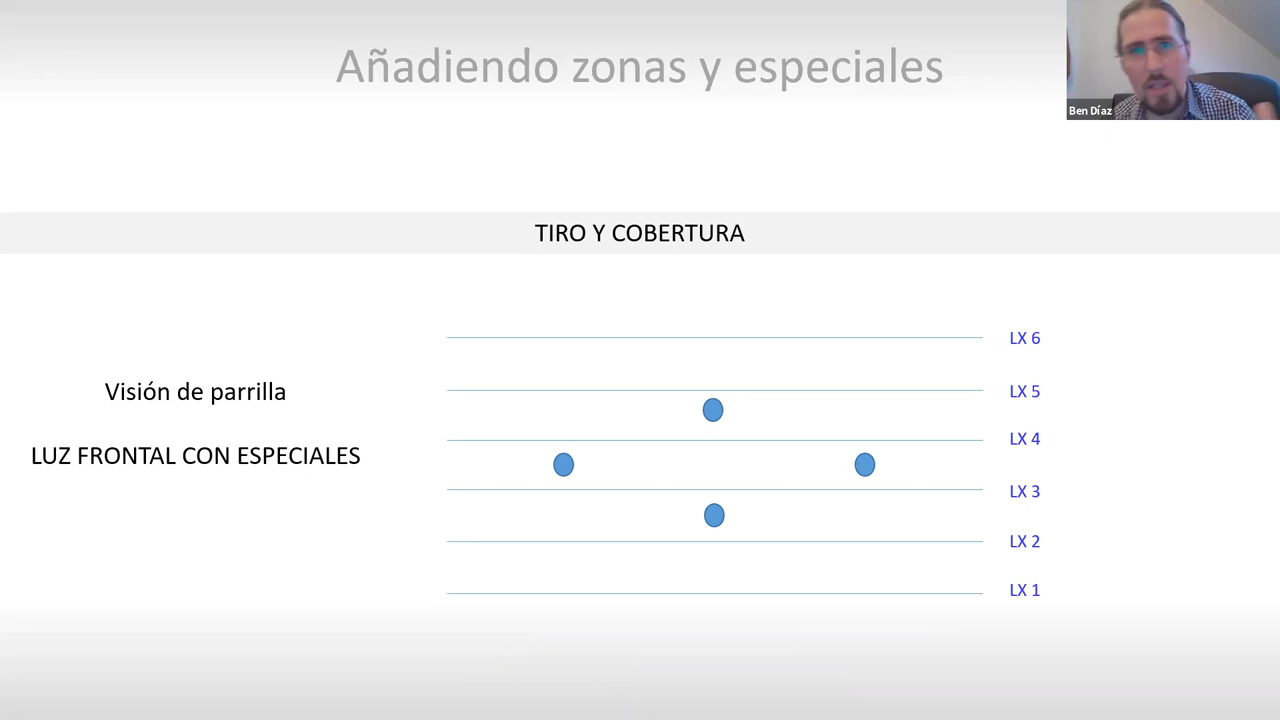 Añadiendo zonas y especiales
Ben Díaz
TIRO Y COBERTURA
LX 6
Visión de parrilla
LX 5
LX 4
LUZ FRONTAL CON ESPECIALES
LX 3
LX 2
LX 1